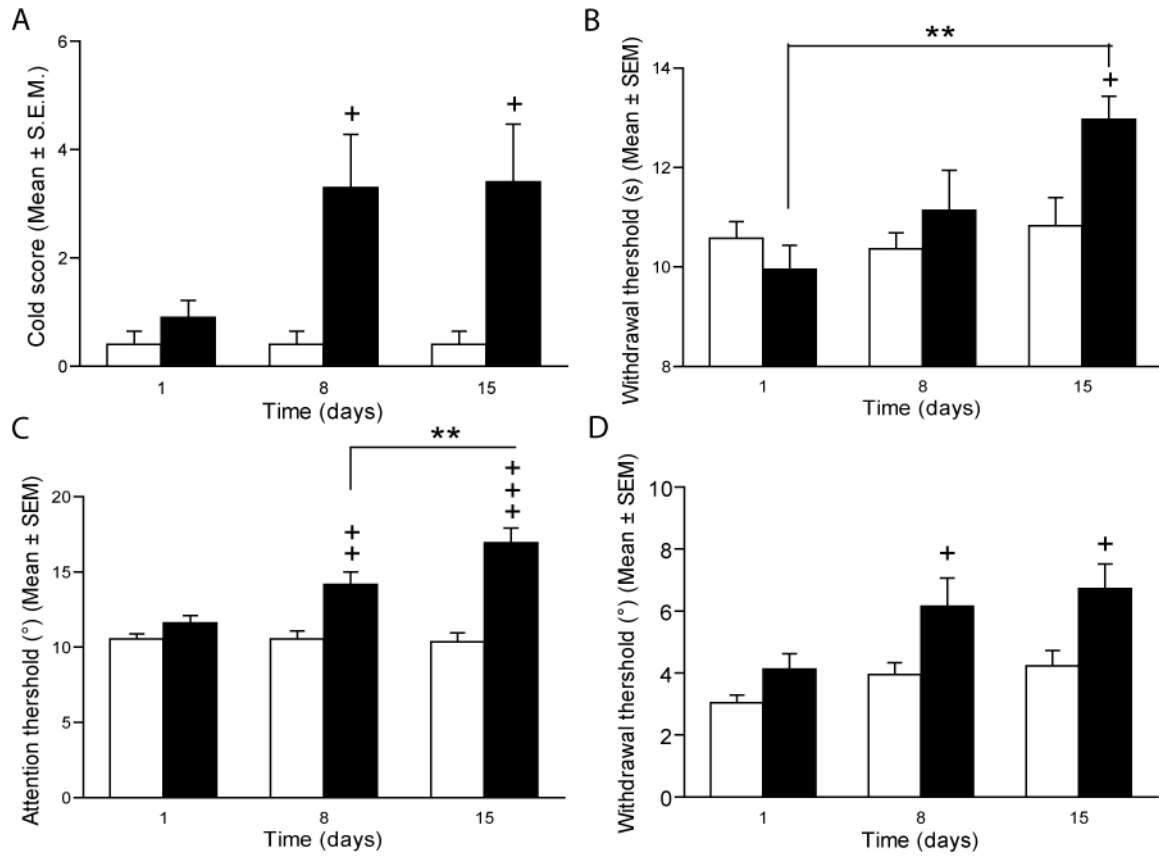 A
Cold score (Mean ± S.E.M.)
6
4
2
0
+
+
1 8 15
Time (days)
B
Withdrawal thershold (s) (Mean ± SEM)
14
12
10
8
**
+
1 8 15
Time (days)
C
Attention thershold (°) (Mean ± SEM)
20
15
10
5
0
**
+
+
+
+
+
1 8 15
Time (days)
D
Withdrawal thershold (°) (Mean ± SEM)
10
8
6
4
2
0
+
+
1 8 15
Time (days)